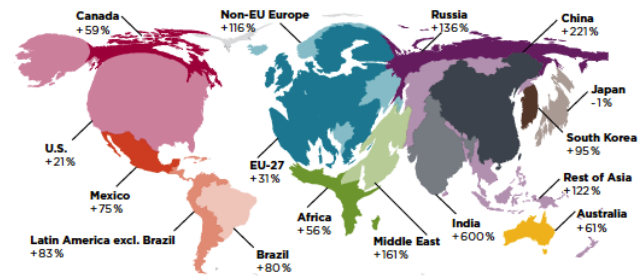 Canada
+59%
Non-EU Europe
+116%
Russia
+136%
China
+221%
Japan
-1%
South Korea
+95%
U.S.
+21%
EU-27
+31%
Mexico
+75%
Rest of Asia
+122%
Africa
+56%
Australia
+61%
Latin America excl. Brazil
+83%
Brazil
+80%
Middle East
+161%
India
+600%